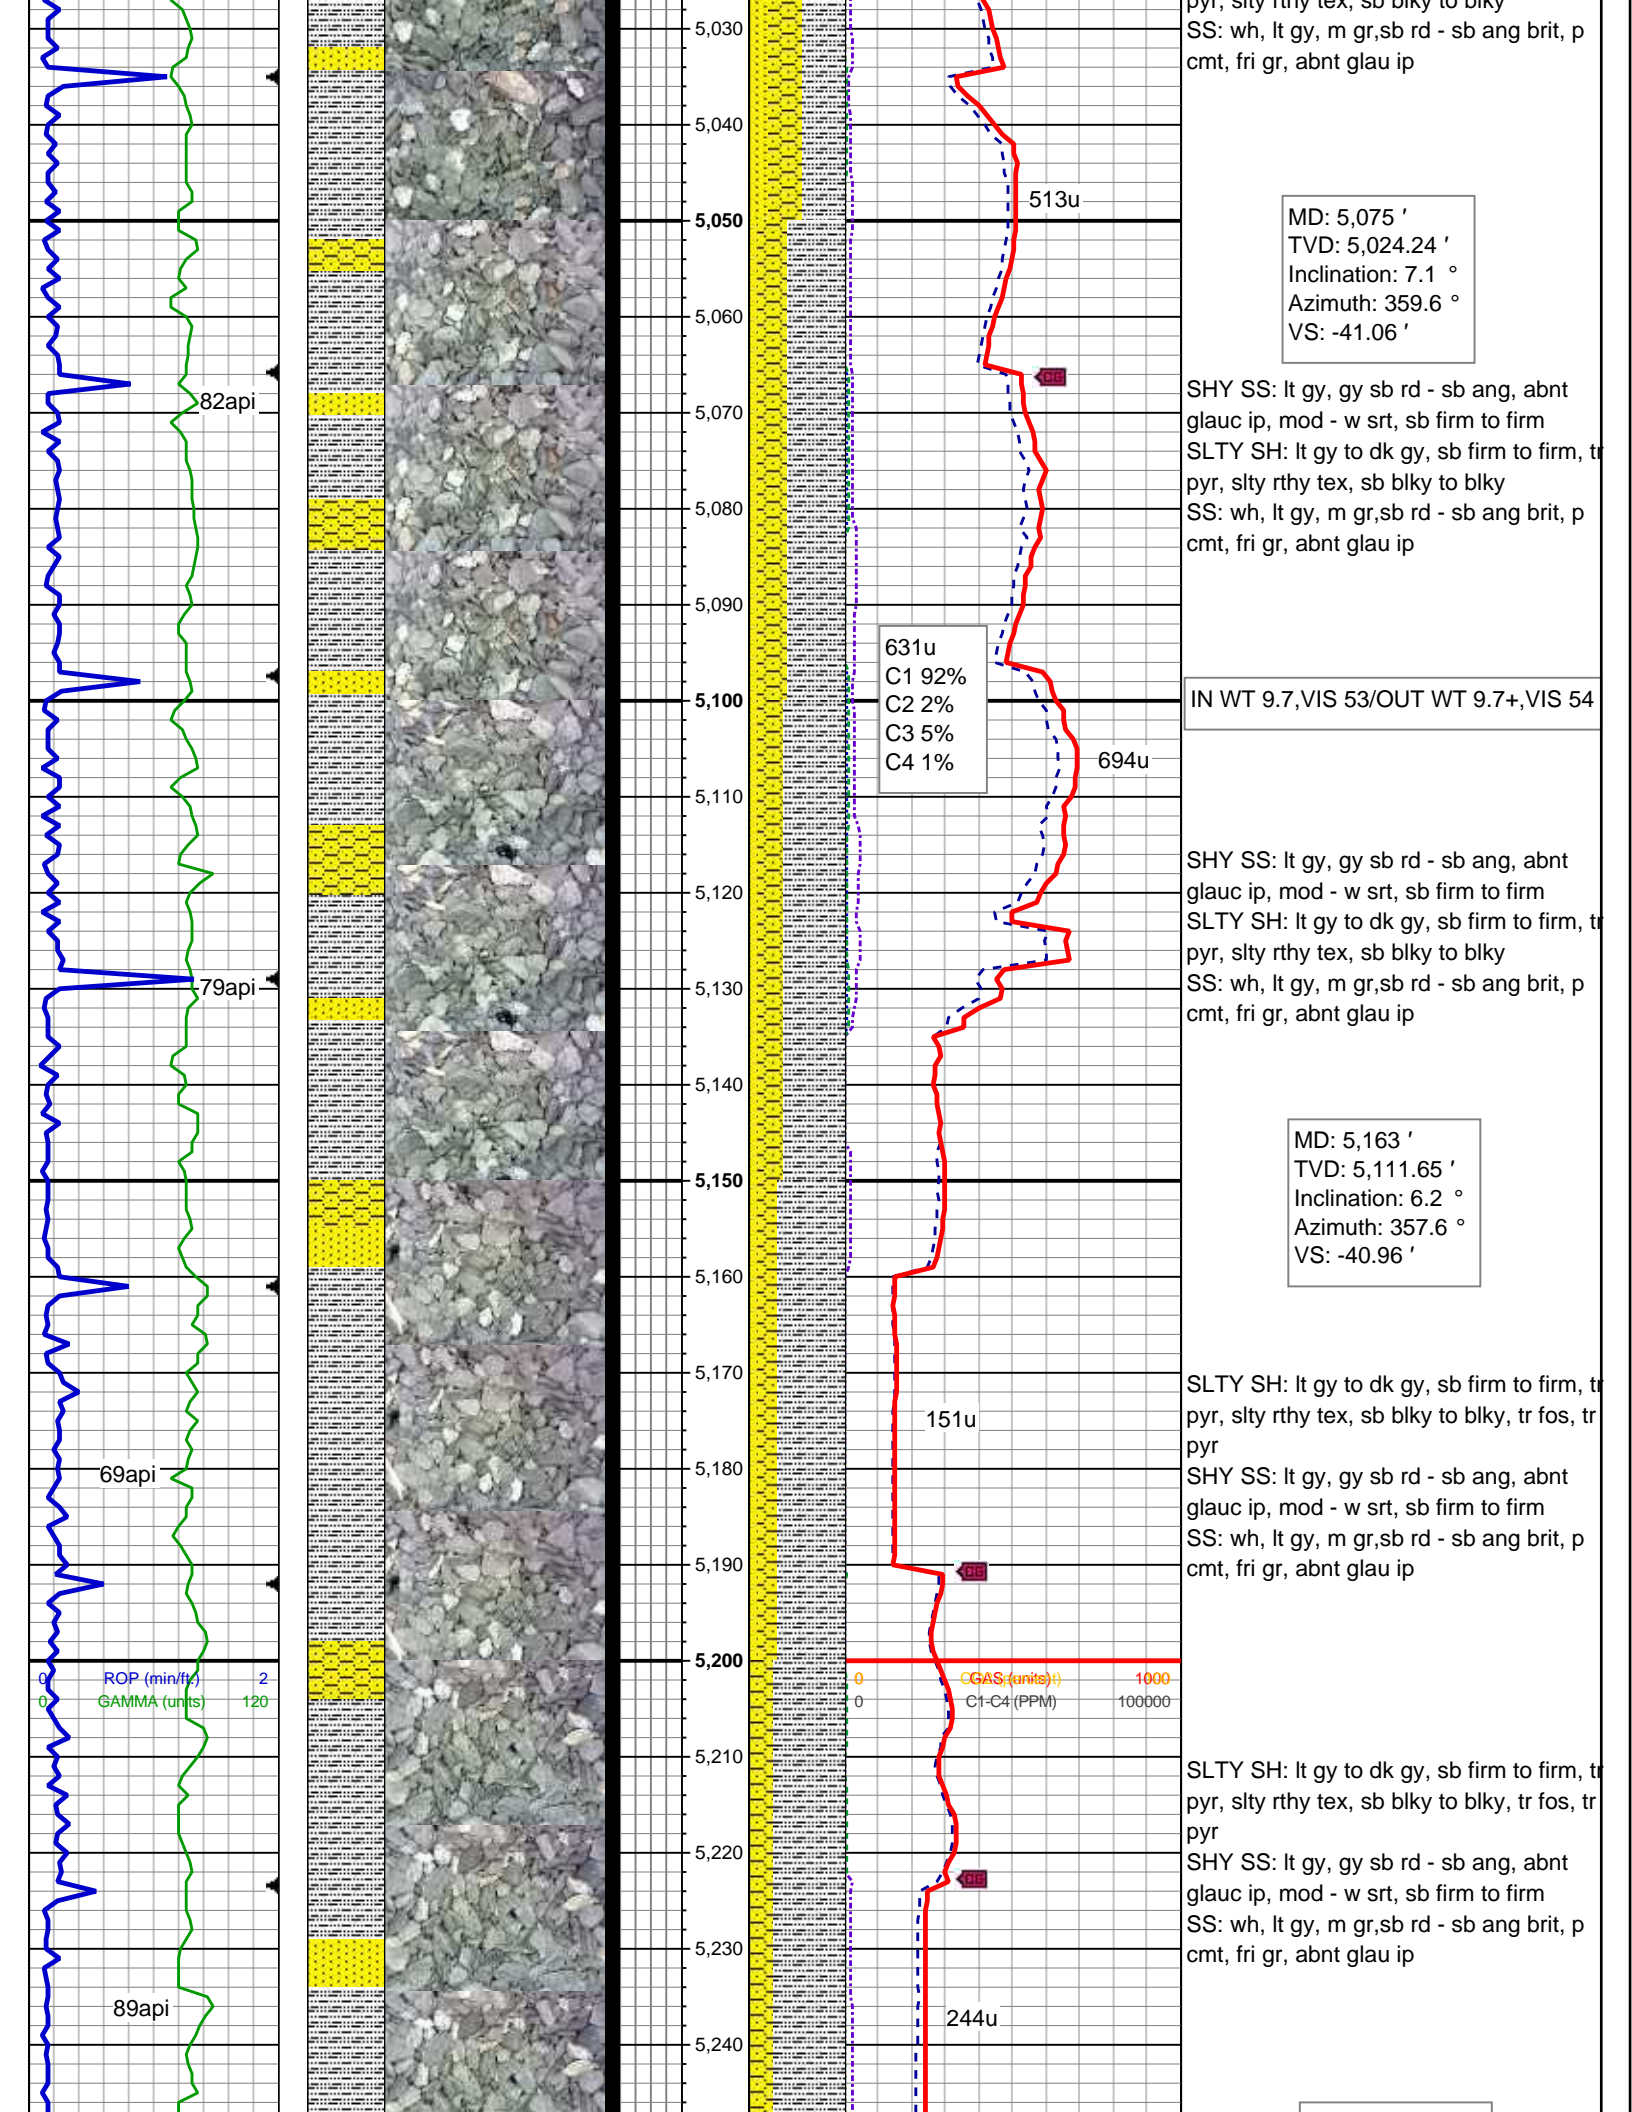 pyr, slty rthy tex, sb blky to blky
SS: wh, lt gy, m gr,sb rd - sb ang brit, p
cmt, fri gr, abnt glau ip
5,030
5,040
513u
5,050
MD: 5,075 '
TVD: 5,024.24 '
Inclination: 7.1 °
Azimuth: 359.6 °
VS: -41.06 '
5,060
CG
82api
5,070
SHY SS: lt gy, gy sb rd - sb ang, abnt
glauc ip, mod - w srt, sb firm to firm
SLTY SH: lt gy to dk gy, sb firm to firm, tr
pyr, slty rthy tex, sb blky to blky
SS: wh, lt gy, m gr,sb rd - sb ang brit, p
cmt, fri gr, abnt glau ip
5,080
5,090
631u
C1 92%
C2 2%
C3 5%
C4 1%
5,100
IN WT 9.7,VIS 53/OUT WT 9.7+,VIS 54
694u
5,110
5,120
SHY SS: lt gy, gy sb rd - sb ang, abnt
glauc ip, mod - w srt, sb firm to firm
SLTY SH: lt gy to dk gy, sb firm to firm, tr
pyr, slty rthy tex, sb blky to blky
SS: wh, lt gy, m gr,sb rd - sb ang brit, p
cmt, fri gr, abnt glau ip
79api
5,130
5,140
5,150
MD: 5,163 '
TVD: 5,111.65 '
Inclination: 6.2 °
Azimuth: 357.6 °
VS: -40.96 '
5,160
5,170
151u
SLTY SH: lt gy to dk gy, sb firm to firm, tr
pyr, slty rthy tex, sb blky to blky, tr fos, tr
pyr
SHY SS: lt gy, gy sb rd - sb ang, abnt
glauc ip, mod - w srt, sb firm to firm
SS: wh, lt gy, m gr,sb rd - sb ang brit, p
cmt, fri gr, abnt glau ip
69api
5,180
5,190
CG
5,200
0 ROP (min/ft.) 2
0 GAMMA (units) 120
0 GAS (units) 1000
0 C1-C4 (PPM) 100000
5,210
5,220
CG
SLTY SH: lt gy to dk gy, sb firm to firm, tr
pyr, slty rthy tex, sb blky to blky, tr fos, tr
pyr
SHY SS: lt gy, gy sb rd - sb ang, abnt
glauc ip, mod - w srt, sb firm to firm
SS: wh, lt gy, m gr,sb rd - sb ang brit, p
cmt, fri gr, abnt glau ip
5,230
89api
244u
5,240